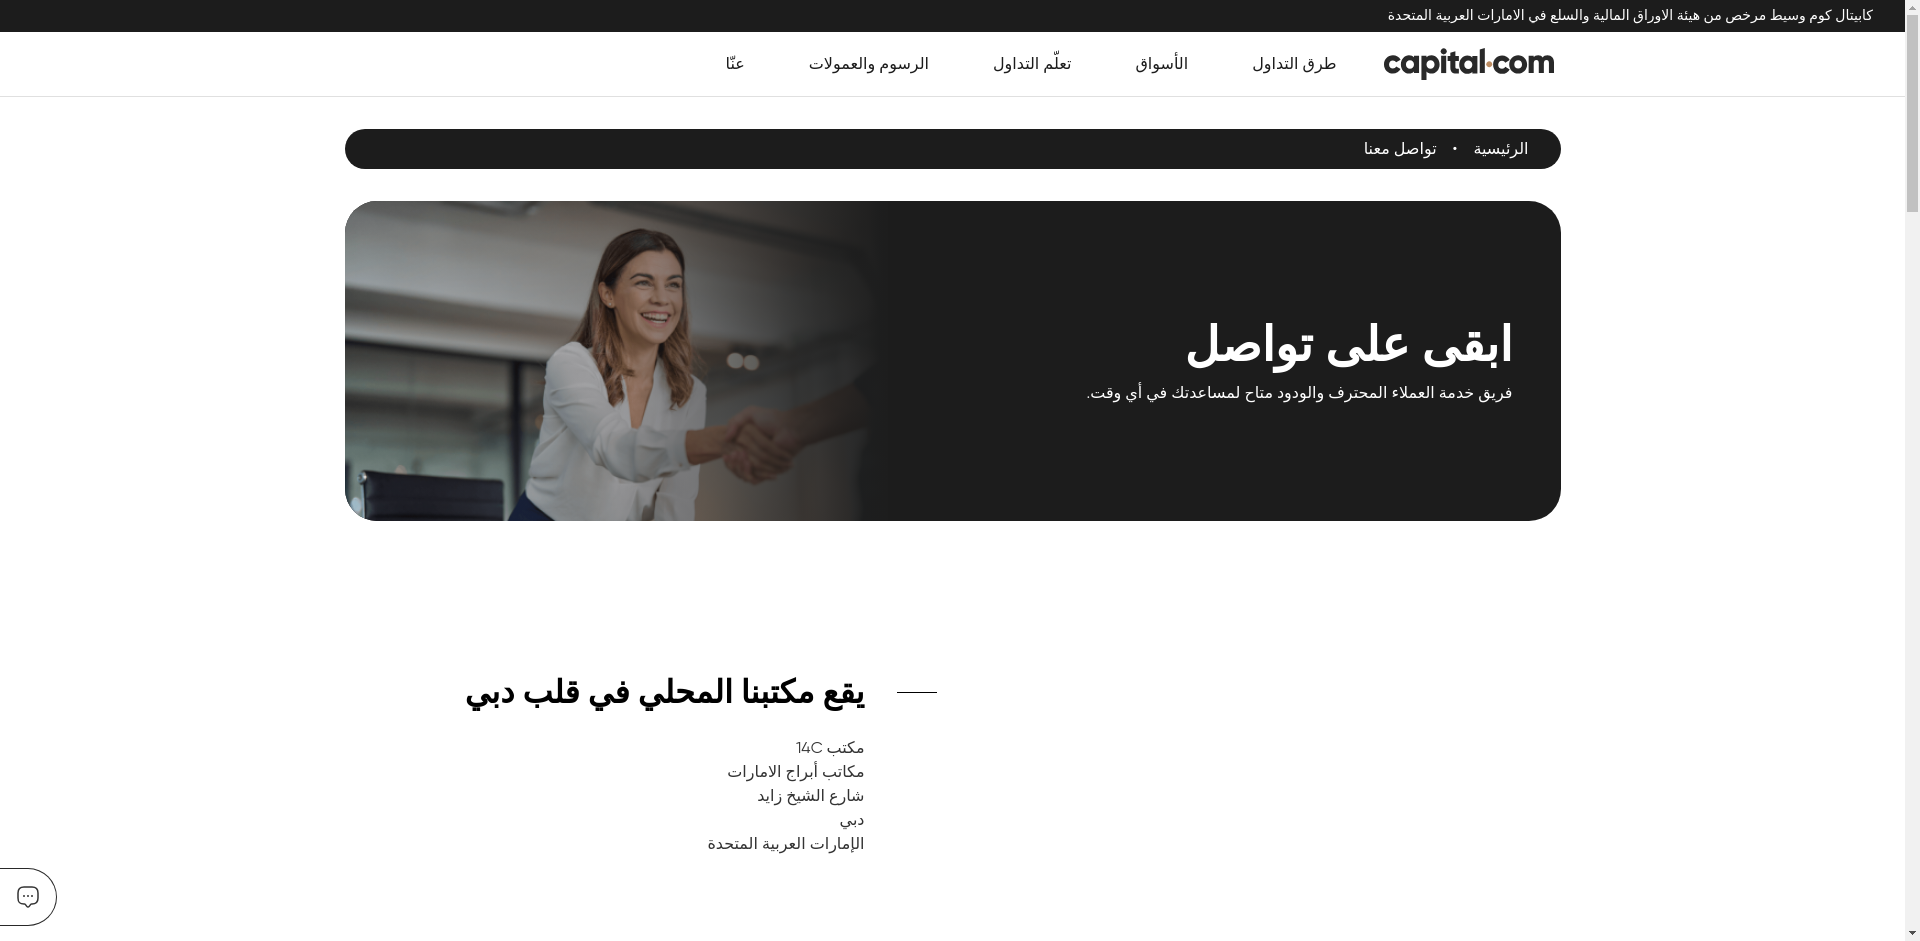 كابيتال كوم وسيط مرخص من هيئة الاوراق المالية والسلع في الامارات العربية المتحدة
capital.com
طرق التداول
الأسواق
تعلّم التداول
الرسوم والعمولات
عنّا
الرئيسية • تواصل معنا
ابقى على تواصل
فريق خدمة العملاء المحترف والودود متاح لمساعدتك في أي وقت.
يقع مكتبنا المحلي في قلب دبي
مكتب 14C
مكاتب أبراج الامارات
شارع الشيخ زايد
دبي
الإمارات العربية المتحدة